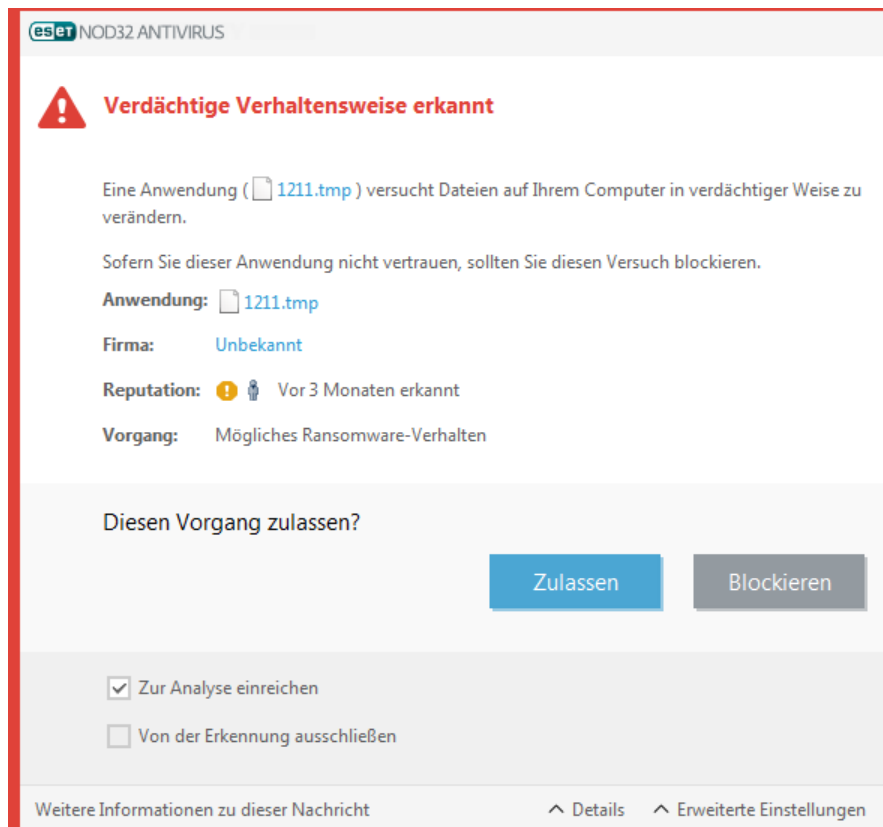 eset NOD32 ANTIVIRUS
Verdächtige Verhaltensweise erkannt
Eine Anwendung ( 1211.tmp ) versucht Dateien auf Ihrem Computer in verdächtiger Weise zu
verändern.
Sofern Sie dieser Anwendung nicht vertrauen, sollten Sie diesen Versuch blockieren.
Anwendung: 1211.tmp
Firma: Unbekannt
Reputation: Vor 3 Monaten erkannt
Vorgang: Mögliches Ransomware-Verhalten
Diesen Vorgang zulassen?
Zulassen Blockieren
Zur Analyse einreichen
Von der Erkennung ausschließen
Weitere Informationen zu dieser Nachricht Details Erweiterte Einstellungen